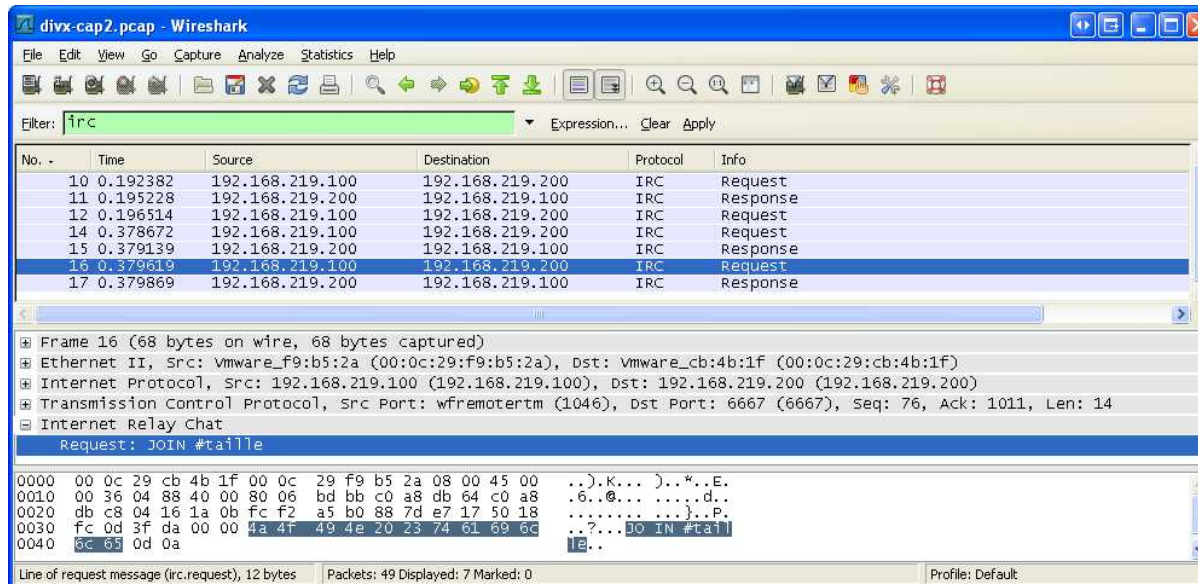 divx-cap2.pcap - Wireshark
File Edit View Go Capture Analyze Statistics Help
Filter: irc Expression... Clear Apply
No. . Time Source Destination Protocol Info
10 0.192382 192.168.219.100 192.168.219.200 IRC Request
11 0.195228 192.168.219.200 192.168.219.100 IRC Response
12 0.196514 192.168.219.100 192.168.219.200 IRC Request
14 0.378672 192.168.219.100 192.168.219.200 IRC Request
15 0.379139 192.168.219.200 192.168.219.100 IRC Response
16 0.379619 192.168.219.100 192.168.219.200 IRC Request
17 0.379869 192.168.219.200 192.168.219.100 IRC Response
Frame 16 (68 bytes on wire, 68 bytes captured)
Ethernet II, Src: Vmware_f9:b5:2a (00:0c:29:f9:b5:2a), Dst: Vmware_cb:4b:1f (00:0c:29:cb:4b:1f)
Internet Protocol, Src: 192.168.219.100 (192.168.219.100), Dst: 192.168.219.200 (192.168.219.200)
Transmission Control Protocol, Src Port: wfremotertm (1046), Dst Port: 6667 (6667), Seq: 76, Ack: 1011, Len: 14
Internet Relay Chat
Request: JOIN #taille
0000 00 0c 29 cb 4b 1f 00 0c 29 f9 b5 2a 08 00 45 00 ..).K... )..*..E.
0010 00 36 04 88 40 00 80 06 bd bb c0 a8 db 64 c0 a8 .6..@... .....d..
0020 db c8 04 16 1a 0b fc f2 a5 b0 88 7d e7 17 50 18 ........ ...}..P.
0030 fc 0d 3f da 00 00 4a 4f 49 4e 20 23 74 61 69 6c ..?...JO IN #tail
0040 6c 65 0d 0a le..
Line of request message (irc.request), 12 bytes Packets: 49 Displayed: 7 Marked: 0 Profile: Default